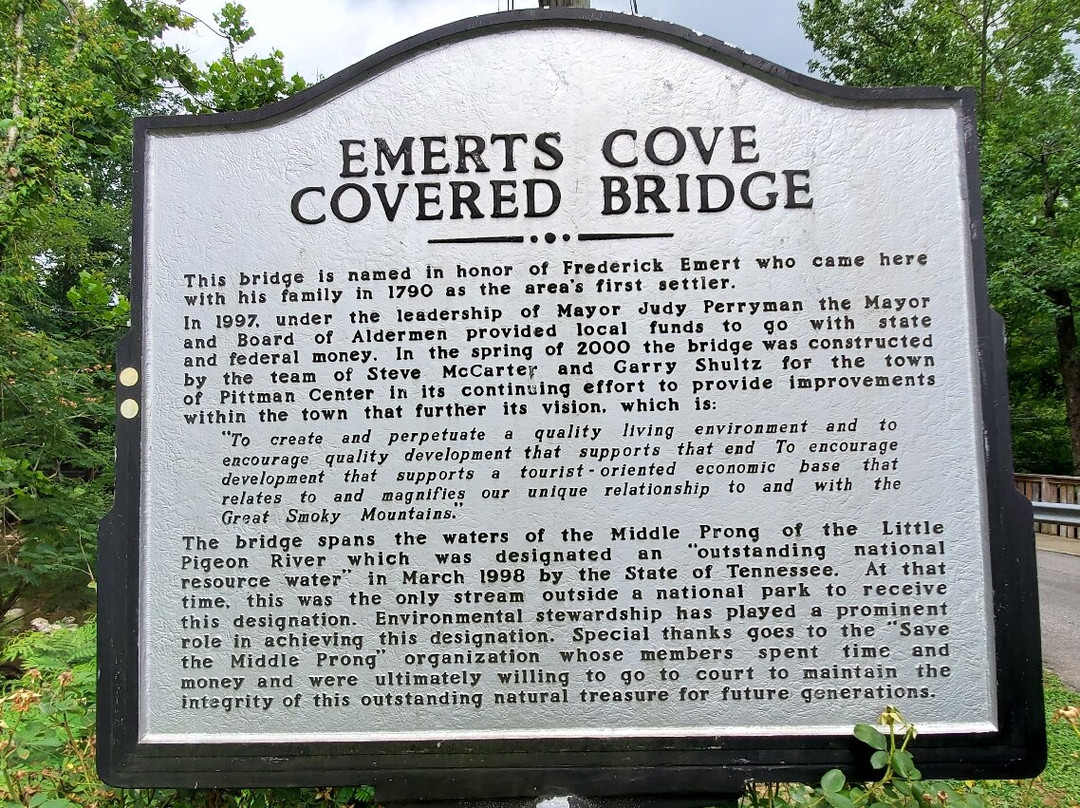 EMERTS COVE
COVERED BRIDGE
This bridge is named in honor of Frederick Emert who came here
with his family in 1790 as the area's first settler.
In 1997, under the leadership of Mayor Judy Perryman the Mayor
and Board of Aldermen provided local funds to go with state
and federal money. In the spring of 2000 the bridge was constructed
by the team of Steve McCarter and Garry Shultz for the town
of Pittman Center in its continuing effort to provide improvements
within the town that further its vision, which is:
"To create and perpetuate a quality living environment and to
encourage quality development that supports that end To encourage
development that supports a tourist-oriented economic base that
relates to and magnifies our unique relationship to and with the
Great Smoky Mountains."
The bridge spans the waters of the Middle Prong of the Little
Pigeon River which was designated an "outstanding national
resource water" in March 1998 by the State of Tennessee. At that
time, this was the only stream outside a national park to receive
this designation. Environmental stewardship has played a prominent
role in achieving this designation. Special thanks goes to the "Save
the Middle Prong" organization whose members spent time and
money and were ultimately willing to go to court to maintain the
integrity of this outstanding natural treasure for future generations.